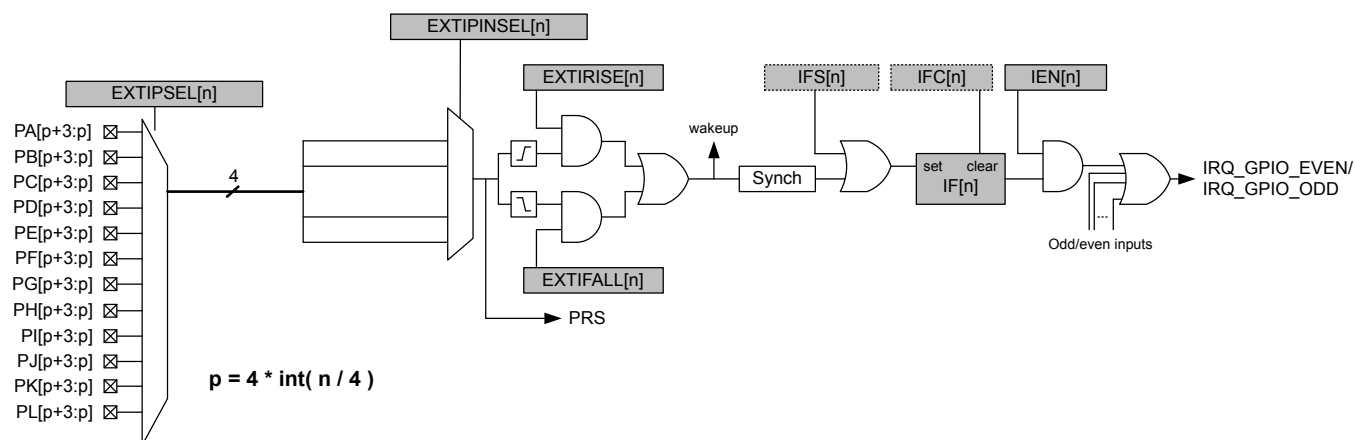 EXTIPINSEL[n]
EXTIPSEL[n]
EXTIRISE[n]
IFS[n]
IFC[n]
IEN[n]
PA[p+3:p]
PB[p+3:p]
PC[p+3:p]
PD[p+3:p]
PE[p+3:p]
PF[p+3:p]
PG[p+3:p]
PH[p+3:p]
PI[p+3:p]
PJ[p+3:p]
PK[p+3:p]
PL[p+3:p]
4
wakeup
Synch
set clear
IF[n]
IRQ_GPIO_EVEN/
IRQ_GPIO_ODD
...
Odd/even inputs
EXTIFALL[n]
PRS
p = 4 * int( n / 4 )